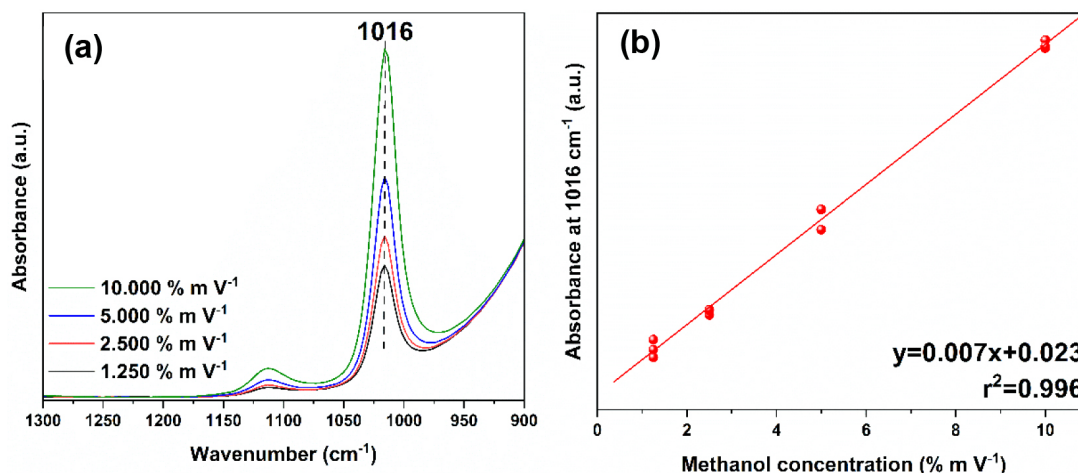 (a)
1016
Absorbance (a.u.)
10.000 % m V⁻¹
5.000 % m V⁻¹
2.500 % m V⁻¹
1.250 % m V⁻¹
1300 1250 1200 1150 1100 1050 1000 950 900
Wavenumber (cm⁻¹)
(b)
Absorbance at 1016 cm⁻¹ (a.u.)
y=0.007x+0.023
r²=0.996
0 2 4 6 8 10
Methanol concentration (% m V⁻¹)